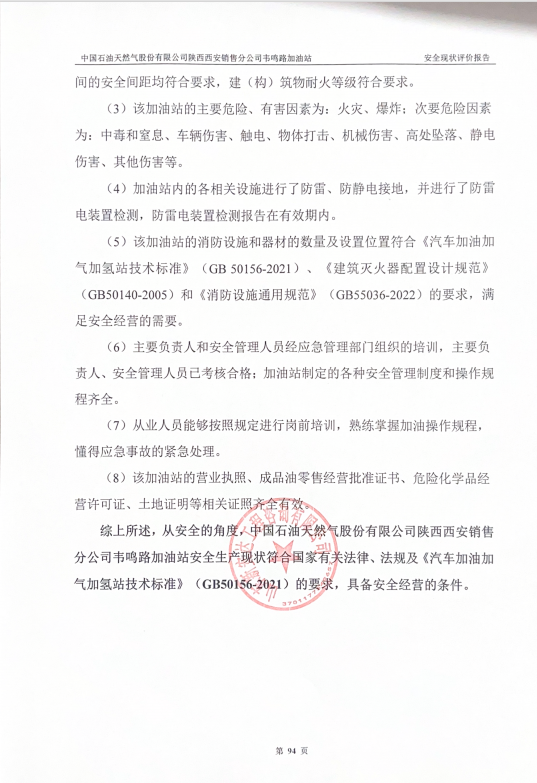 中国石油天然气股份有限公司陕西西安销售分公司韦鸣路加油站 安全现状评价报告
间的安全间距均符合要求，建（构）筑物耐火等级符合要求。
（3）该加油站的主要危险、有害因素为：火灾、爆炸；次要危险因素
为：中毒和窒息、车辆伤害、触电、物体打击、机械伤害、高处坠落、静电
伤害、其他伤害等。
（4）加油站内的各相关设施进行了防雷、防静电接地，并进行了防雷
电装置检测，防雷电装置检测报告在有效期内。
（5）该加油站的消防设施和器材的数量及设置位置符合《汽车加油加
气加氢站技术标准》（GB 50156-2021）、《建筑灭火器配置设计规范》
（GB50140-2005）和《消防设施通用规范》（GB55036-2022）的要求，满
足安全经营的需要。
（6）主要负责人和安全管理人员经应急管理部门组织的培训，主要负
责人、安全管理人员已考核合格；加油站制定的各种安全管理制度和操作规
程齐全。
（7）从业人员能够按照规定进行岗前培训，熟练掌握加油操作规程，
懂得应急事故的紧急处理。
（8）该加油站的营业执照、成品油零售经营批准证书、危险化学品经
营许可证、土地证明等相关证照齐全有效。
综上所述，从安全的角度，中国石油天然气股份有限公司陕西西安销售
分公司韦鸣路加油站安全生产现状符合国家有关法律、法规及《汽车加油加
气加氢站技术标准》（GB50156-2021）的要求，具备安全经营的条件。
第 94 页